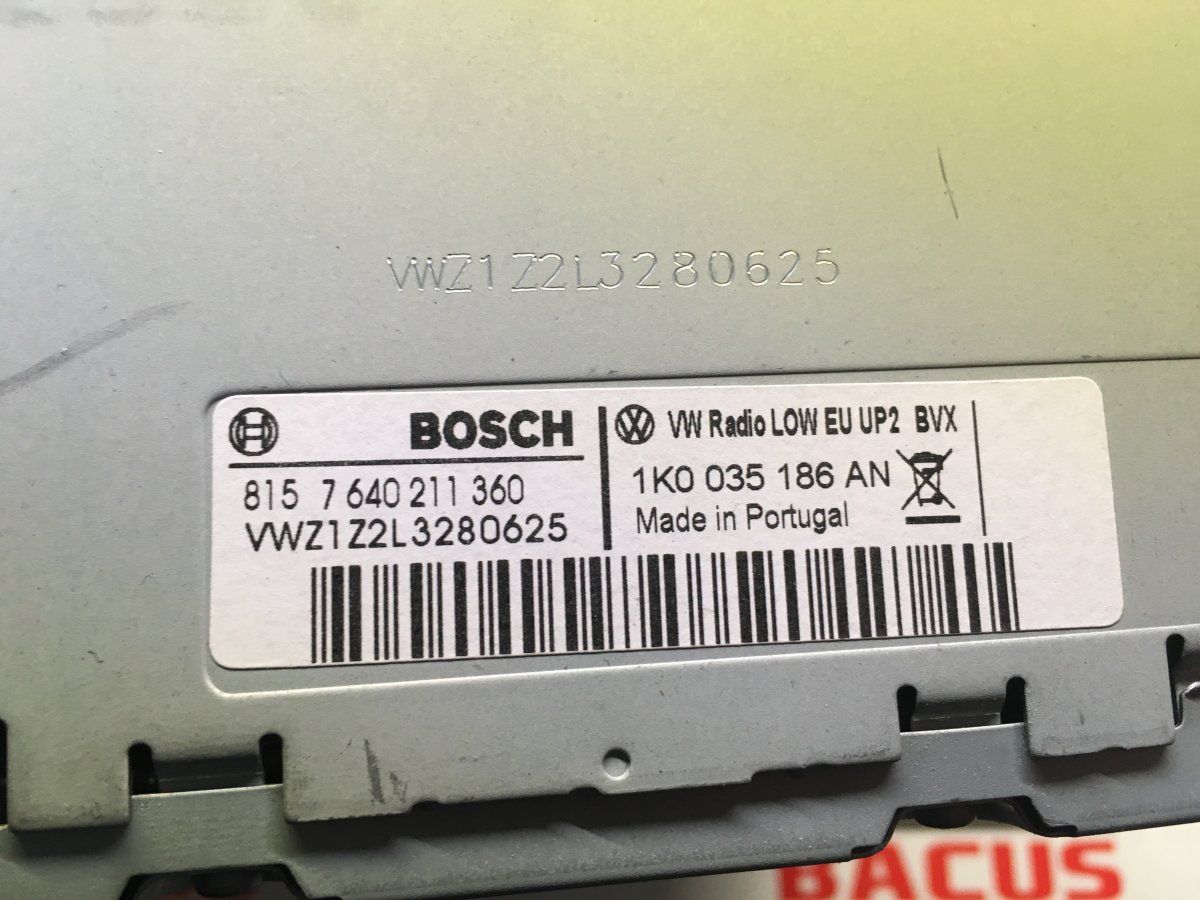 VWZ1Z2L3280625
BOSCH
815 7 640 211 360
VWZ1Z2L3280625
VW Radio LOW EU UP2 BVX
1K0 035 186 AN
Made in Portugal
BACUS